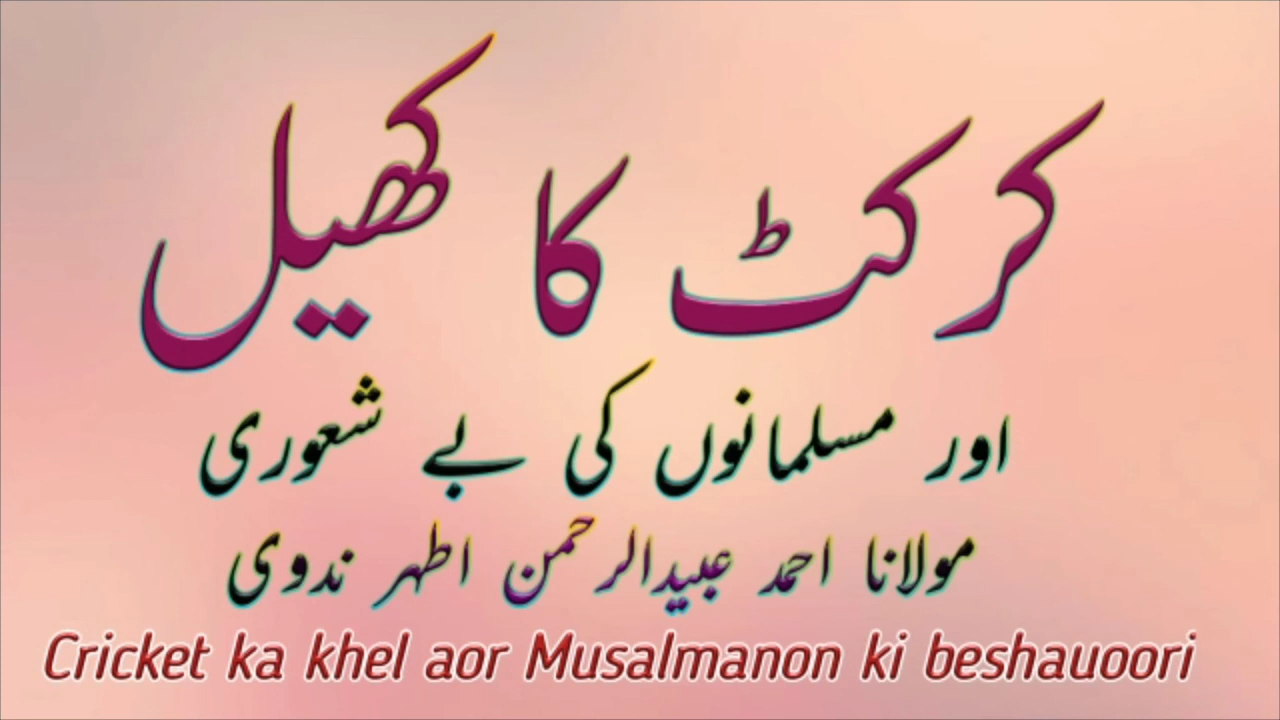 کرکٹ کا کھیل
اور مسلمانوں کی بے شعوری
مولانا احمد عبیدالرحمن اطہر ندوی
Cricket ka khel aor Musalmanon ki beshauoori